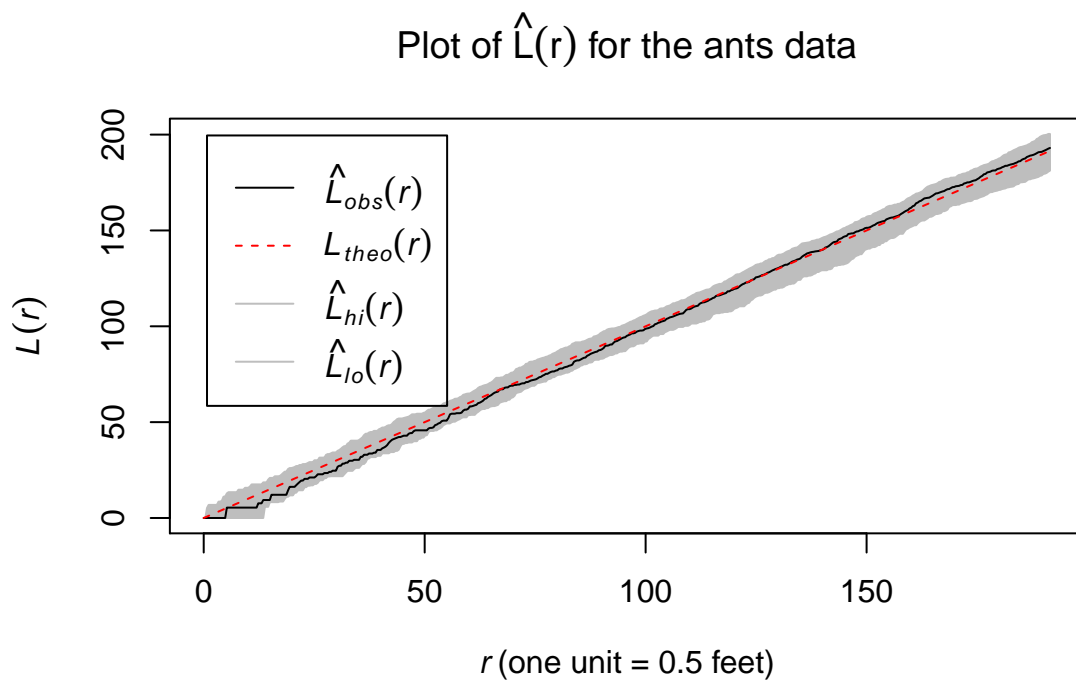 Plot of L̂(r) for the ants data
L(r)
200
150
100
50
0
L̂obs(r)
Ltheo(r)
L̂hi(r)
L̂lo(r)
0 50 100 150
r (one unit = 0.5 feet)